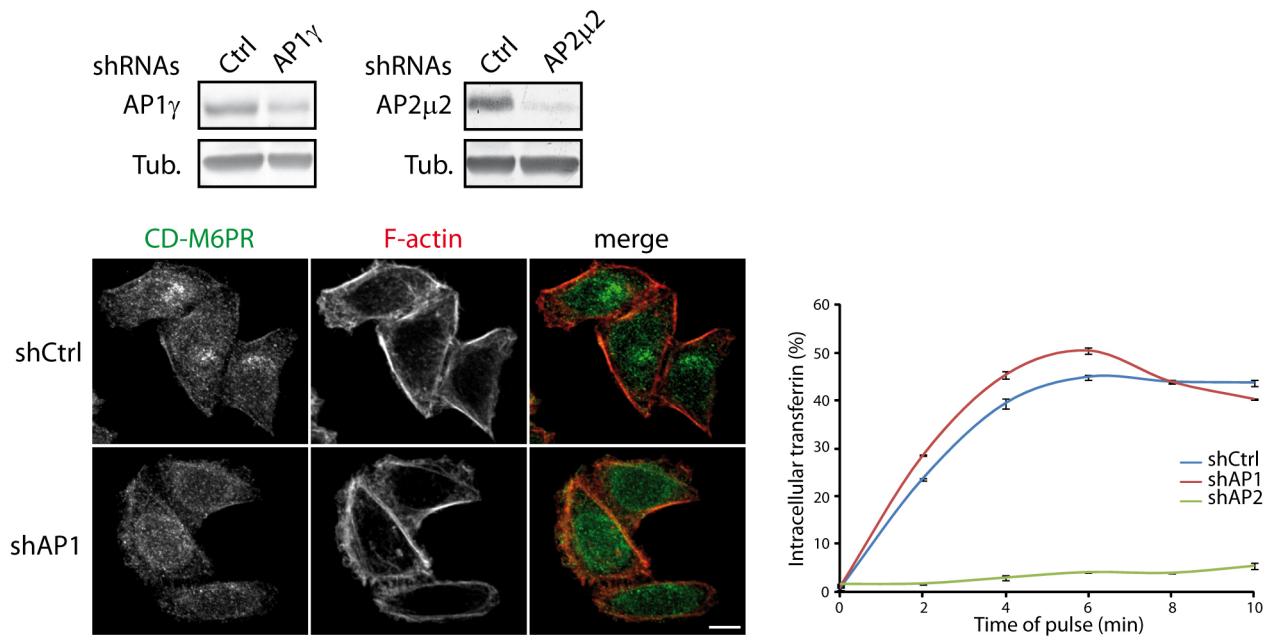 shRNAs Ctrl AP1γ
AP1γ
Tub.
shRNAs Ctrl AP2µ2
AP2µ2
Tub.
CD-M6PR F-actin merge
shCtrl
shAP1
Intracellular transferrin (%)
60
50
40
30
20
10
0
0 2 4 6 8 10
Time of pulse (min)
shCtrl
shAP1
shAP2